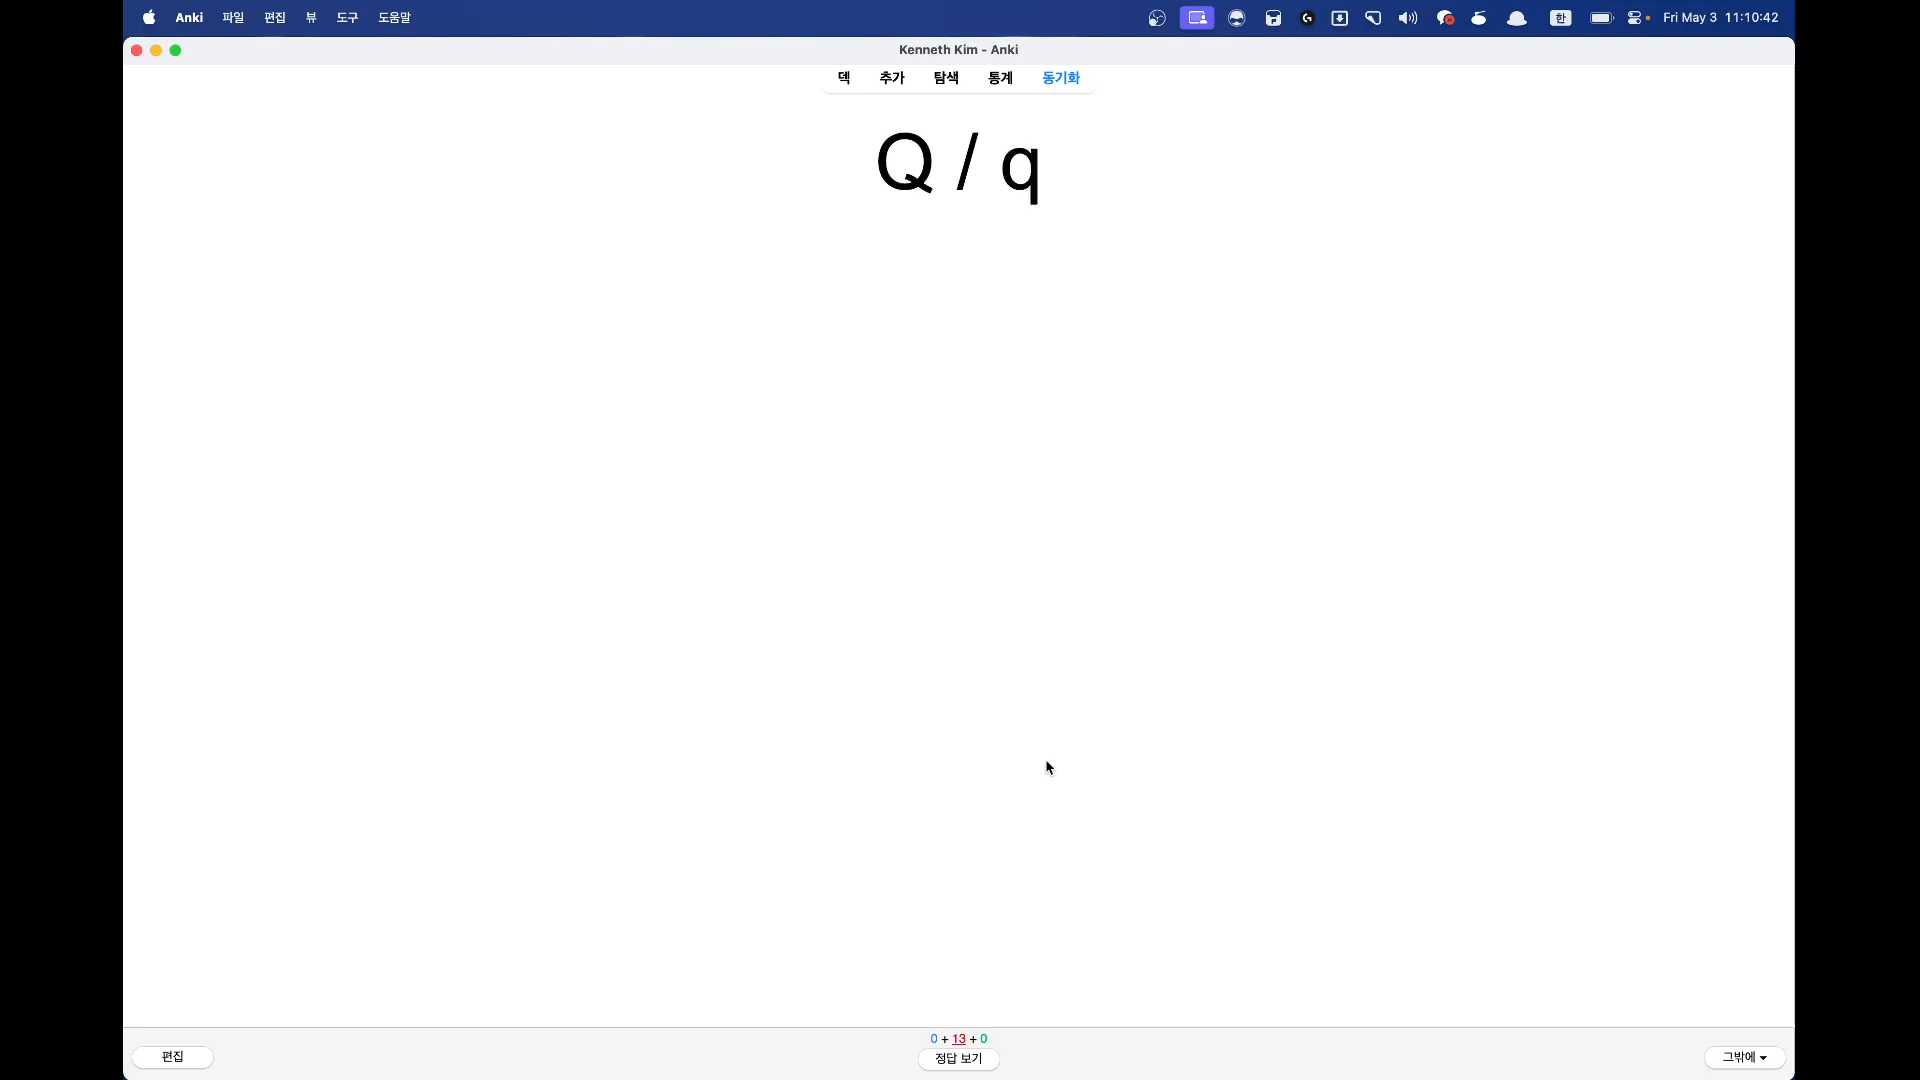 Anki 파일 편집 뷰 도구 도움말 한 Fri May 3 11:10:42
Kenneth Kim - Anki
덱 추가 탐색 통계 동기화
Q / q
0 + 13 + 0
편집 정답 보기 그밖에